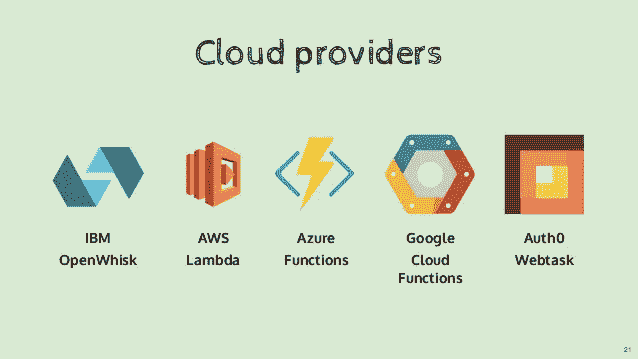 Cloud providers
IBM
OpenWhisk
AWS
Lambda
Azure
Functions
Google
Cloud
Functions
Auth0
Webtask
21